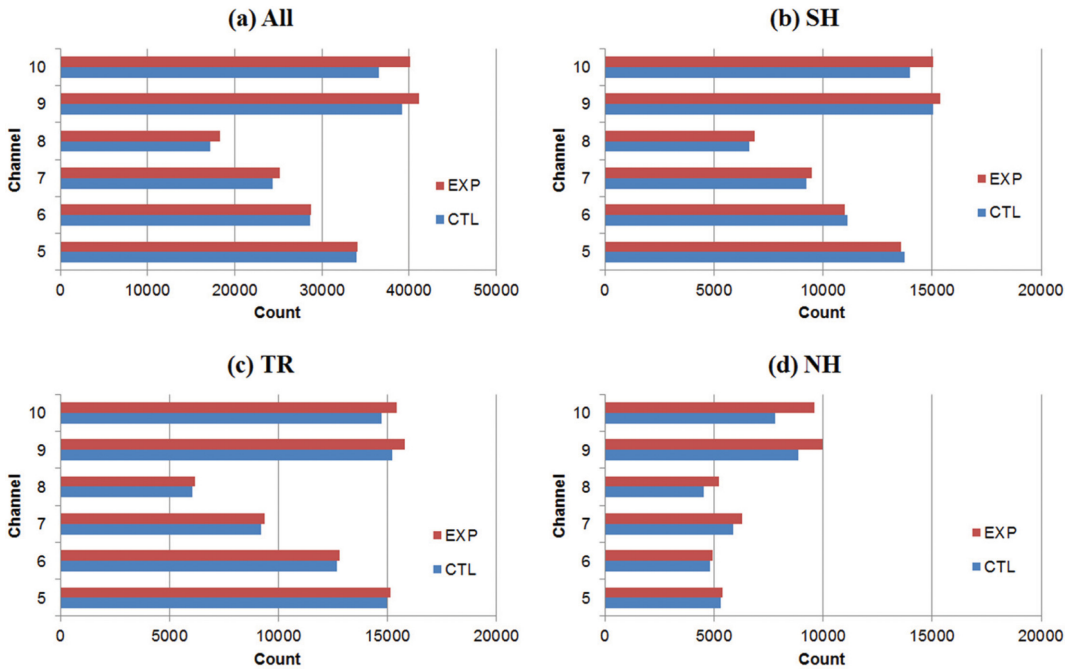 (a) All
Channel
10
9
8
7
6
5
EXP
CTL
0 10000 20000 30000 40000 50000
Count
(b) SH
Channel
10
9
8
7
6
5
EXP
CTL
0 5000 10000 15000 20000
Count
(c) TR
Channel
10
9
8
7
6
5
EXP
CTL
0 5000 10000 15000 20000
Count
(d) NH
Channel
10
9
8
7
6
5
EXP
CTL
0 5000 10000 15000 20000
Count